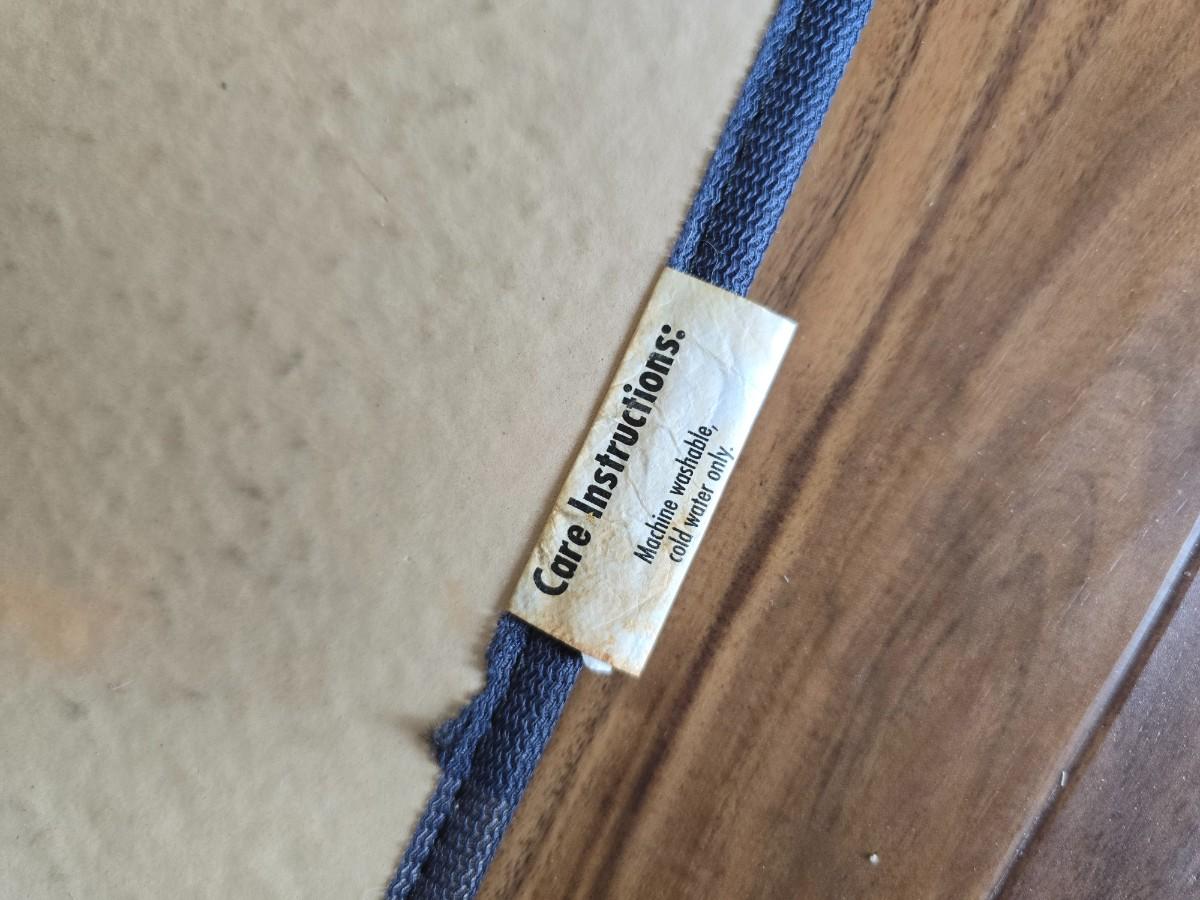 Care Instructions:
Machine washable,
cold water only.